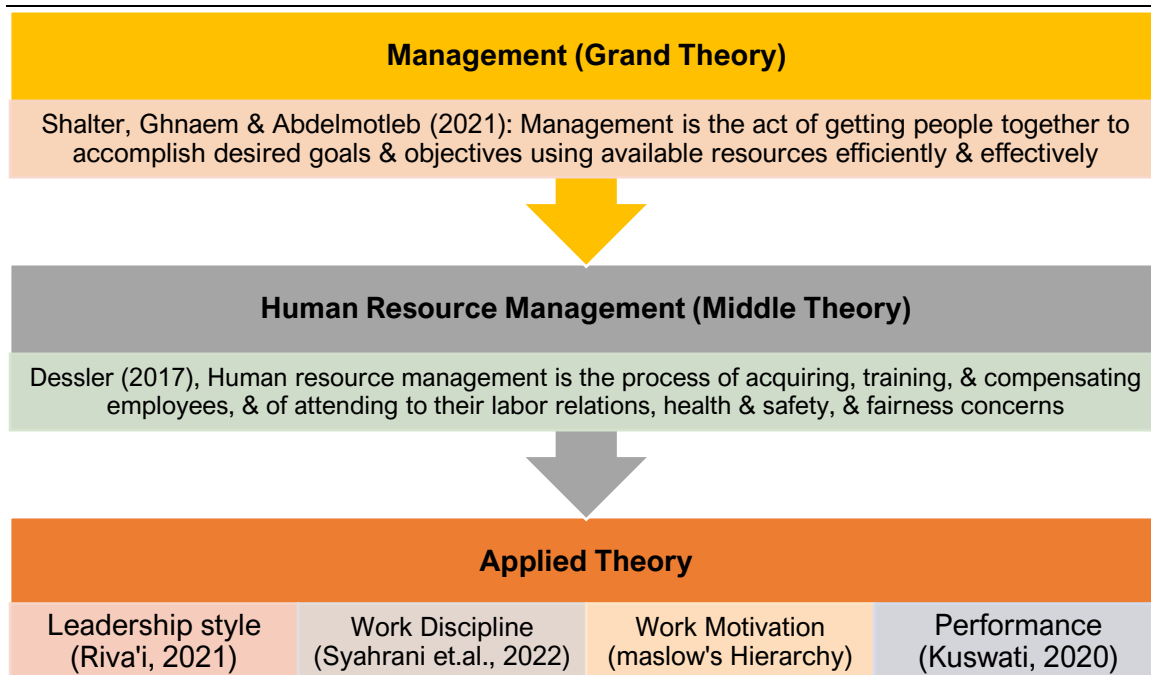 Management (Grand Theory)
Shalter, Ghnaem & Abdelmotleb (2021): Management is the act of getting people together to
accomplish desired goals & objectives using available resources efficiently & effectively
Human Resource Management (Middle Theory)
Dessler (2017), Human resource management is the process of acquiring, training, & compensating
employees, & of attending to their labor relations, health & safety, & fairness concerns
Applied Theory
Leadership style
(Riva'i, 2021)
Work Discipline
(Syahrani et.al., 2022)
Work Motivation
(maslow's Hierarchy)
Performance
(Kuswati, 2020)